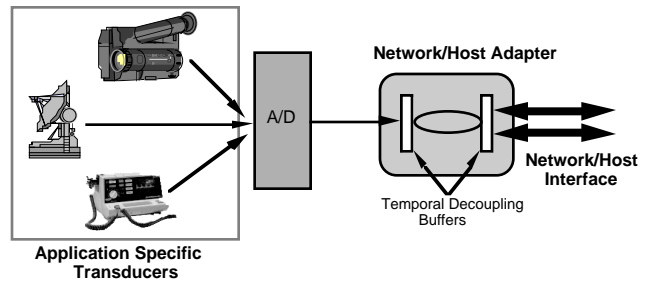 Network/Host Adapter
A/D
Network/Host
Interface
Temporal Decoupling
Buffers
Application Specific
Transducers